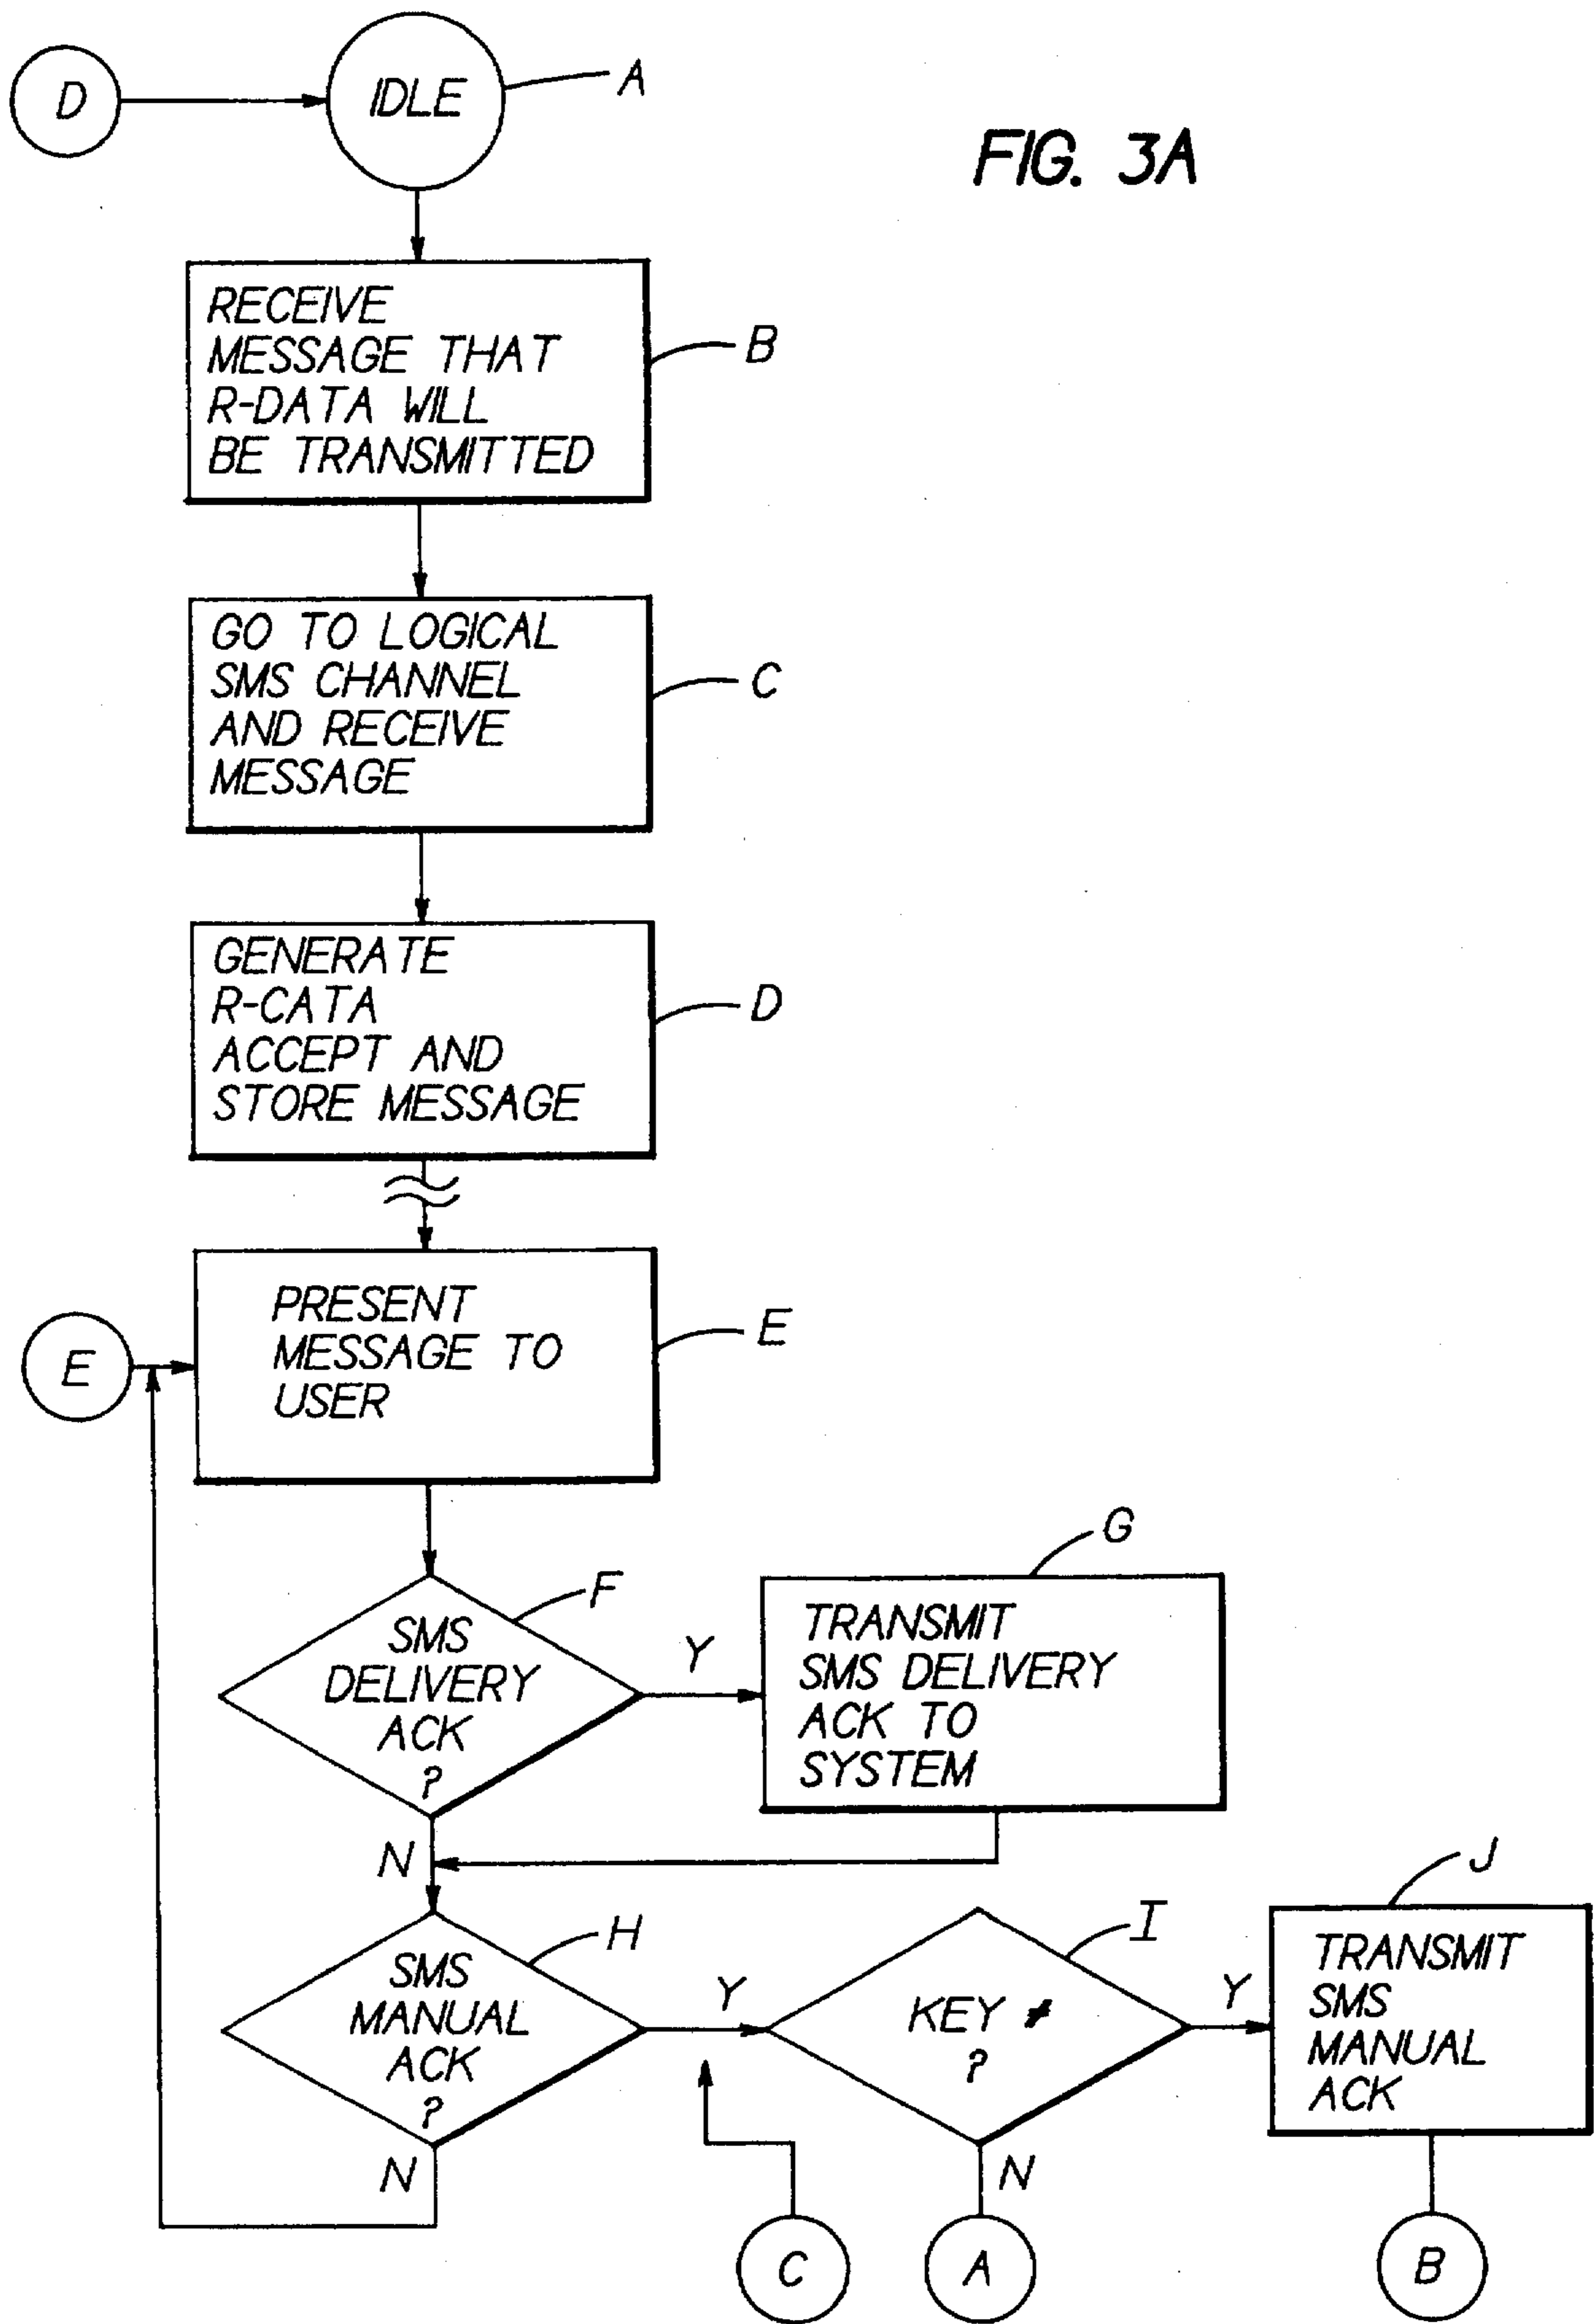 D
IDLE
A
FIG. 3A
RECEIVE
MESSAGE THAT
R-DATA WILL
BE TRANSMITTED
B
GO TO LOGICAL
SMS CHANNEL
AND RECEIVE
MESSAGE
C
GENERATE
R-CATA
ACCEPT AND
STORE MESSAGE
D
E
PRESENT
MESSAGE TO
USER
E
SMS
DELIVERY
ACK
?
F
Y
N
TRANSMIT
SMS DELIVERY
ACK TO
SYSTEM
G
SMS
MANUAL
ACK
?
H
Y
N
KEY #
?
I
Y
N
TRANSMIT
SMS
MANUAL
ACK
J
C
A
B